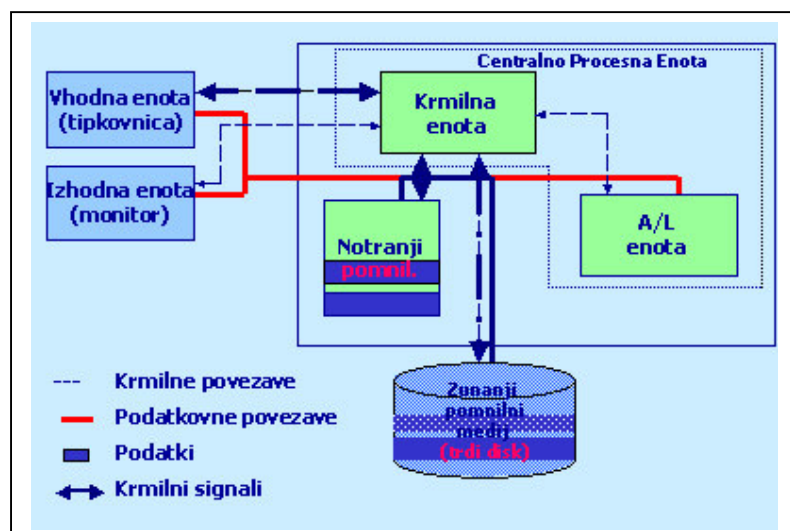 Centralno Procesna Enota
Vhodna enota
(tipkovnica)
Krmilna
enota
Izhodna enota
(monitor)
Notranji
pomnil.
A/L
enota
Zunanji
pomnilni
medij
(trdi disk)
Krmilne povezave
Podatkovne povezave
Podatki
Krmilni signali